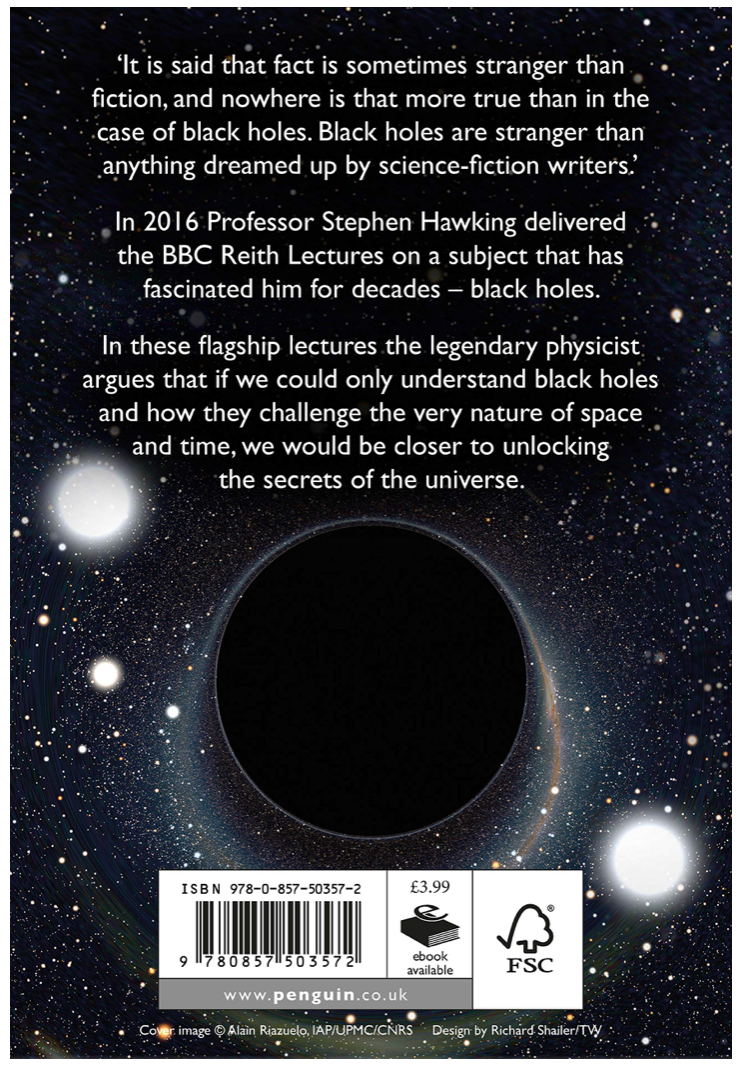 ‘It is said that fact is sometimes stranger than
fiction, and nowhere is that more true than in the
case of black holes. Black holes are stranger than
anything dreamed up by science-fiction writers.’
In 2016 Professor Stephen Hawking delivered
the BBC Reith Lectures on a subject that has
fascinated him for decades – black holes.
In these flagship lectures the legendary physicist
argues that if we could only understand black holes
and how they challenge the very nature of space
and time, we would be closer to unlocking
the secrets of the universe.
ISBN 978-0-857-50357-2
9 780857 503572
£3.99
e
ebook
available
®
FSC
www.penguin.co.uk
Cover image © Alain Riazuelo, IAP/UPMC/CNRS Design by Richard Shailer/TW